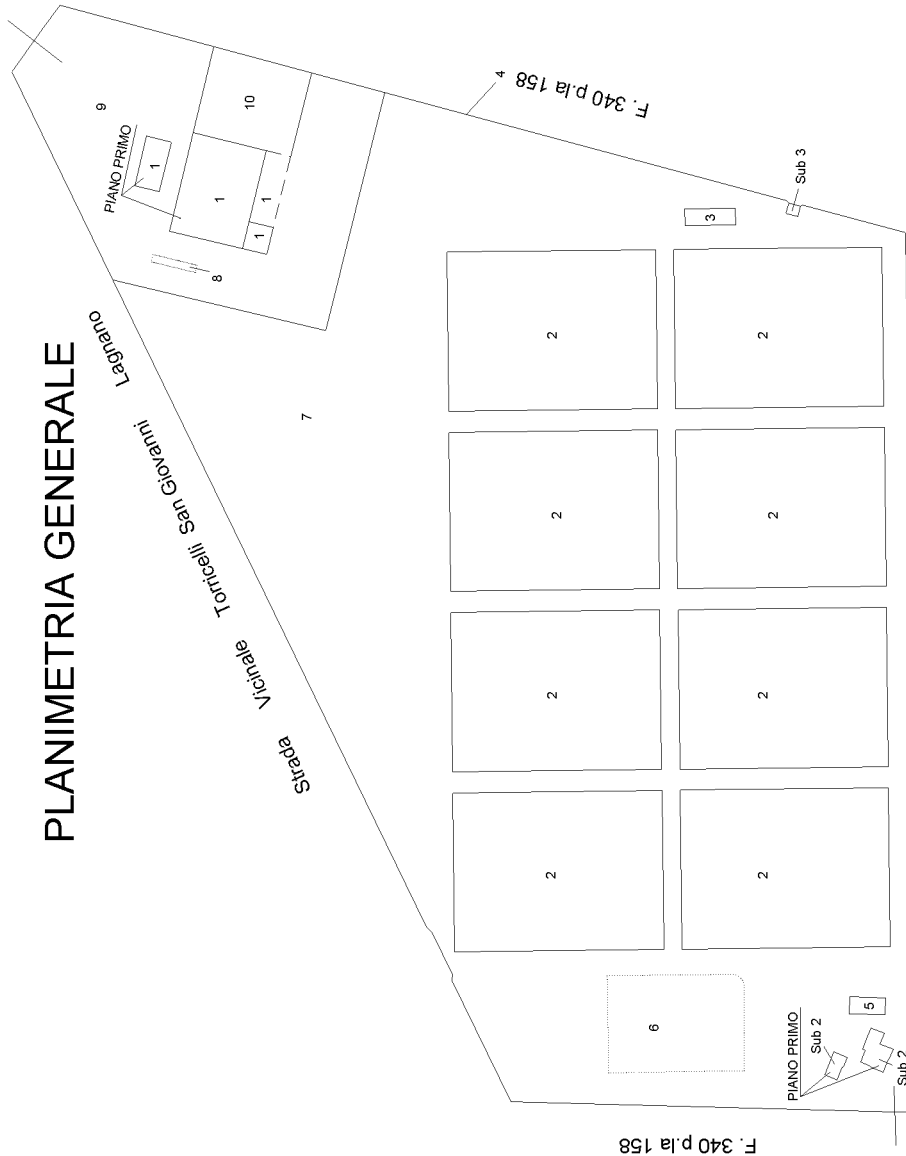 PLANIMETRIA GENERALE
Strada Vicinale Torricelli San Giovanni Lagnano
F. 340 p.lla 158
4
9
10
PIANO PRIMO
1
1
1
1
8
7
Sub 3
3
2
2
2
2
2
2
2
2
6
5
PIANO PRIMO
Sub 2
Sub 2
F. 340 p.lla 158